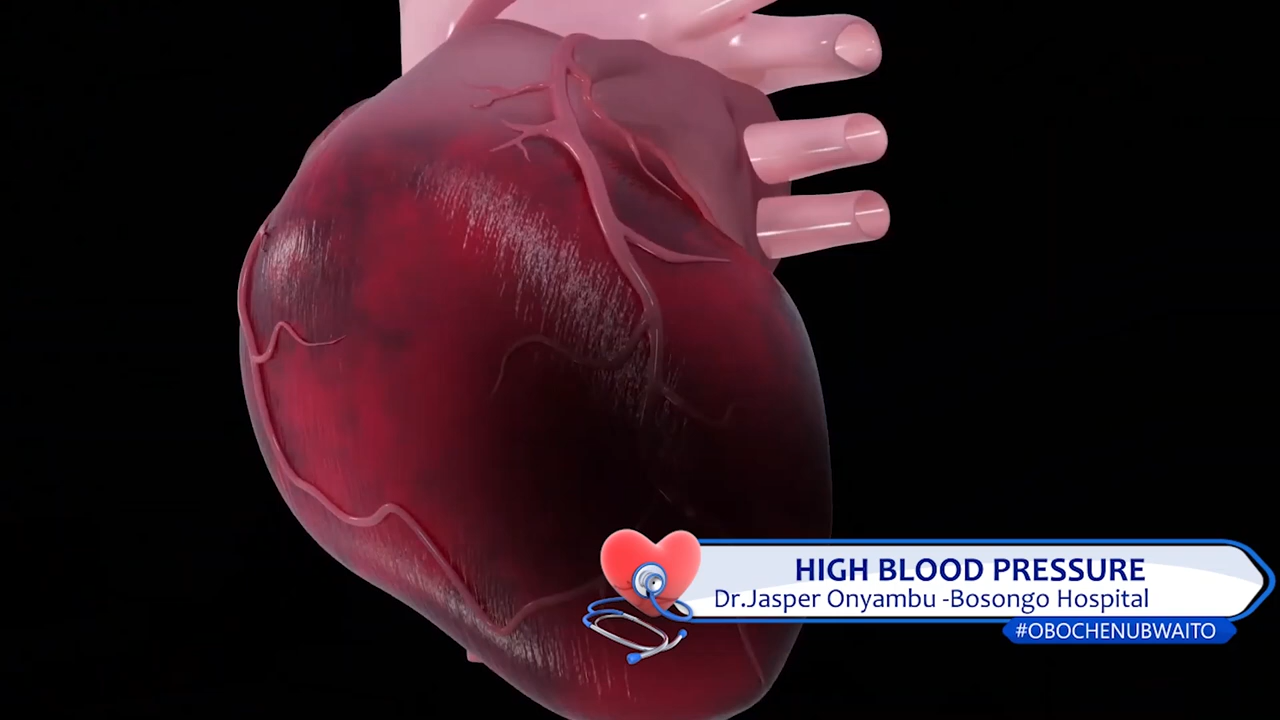 HIGH BLOOD PRESSURE
Dr.Jasper Onyambu -Bosongo Hospital
#OBOCHENUBWAITO